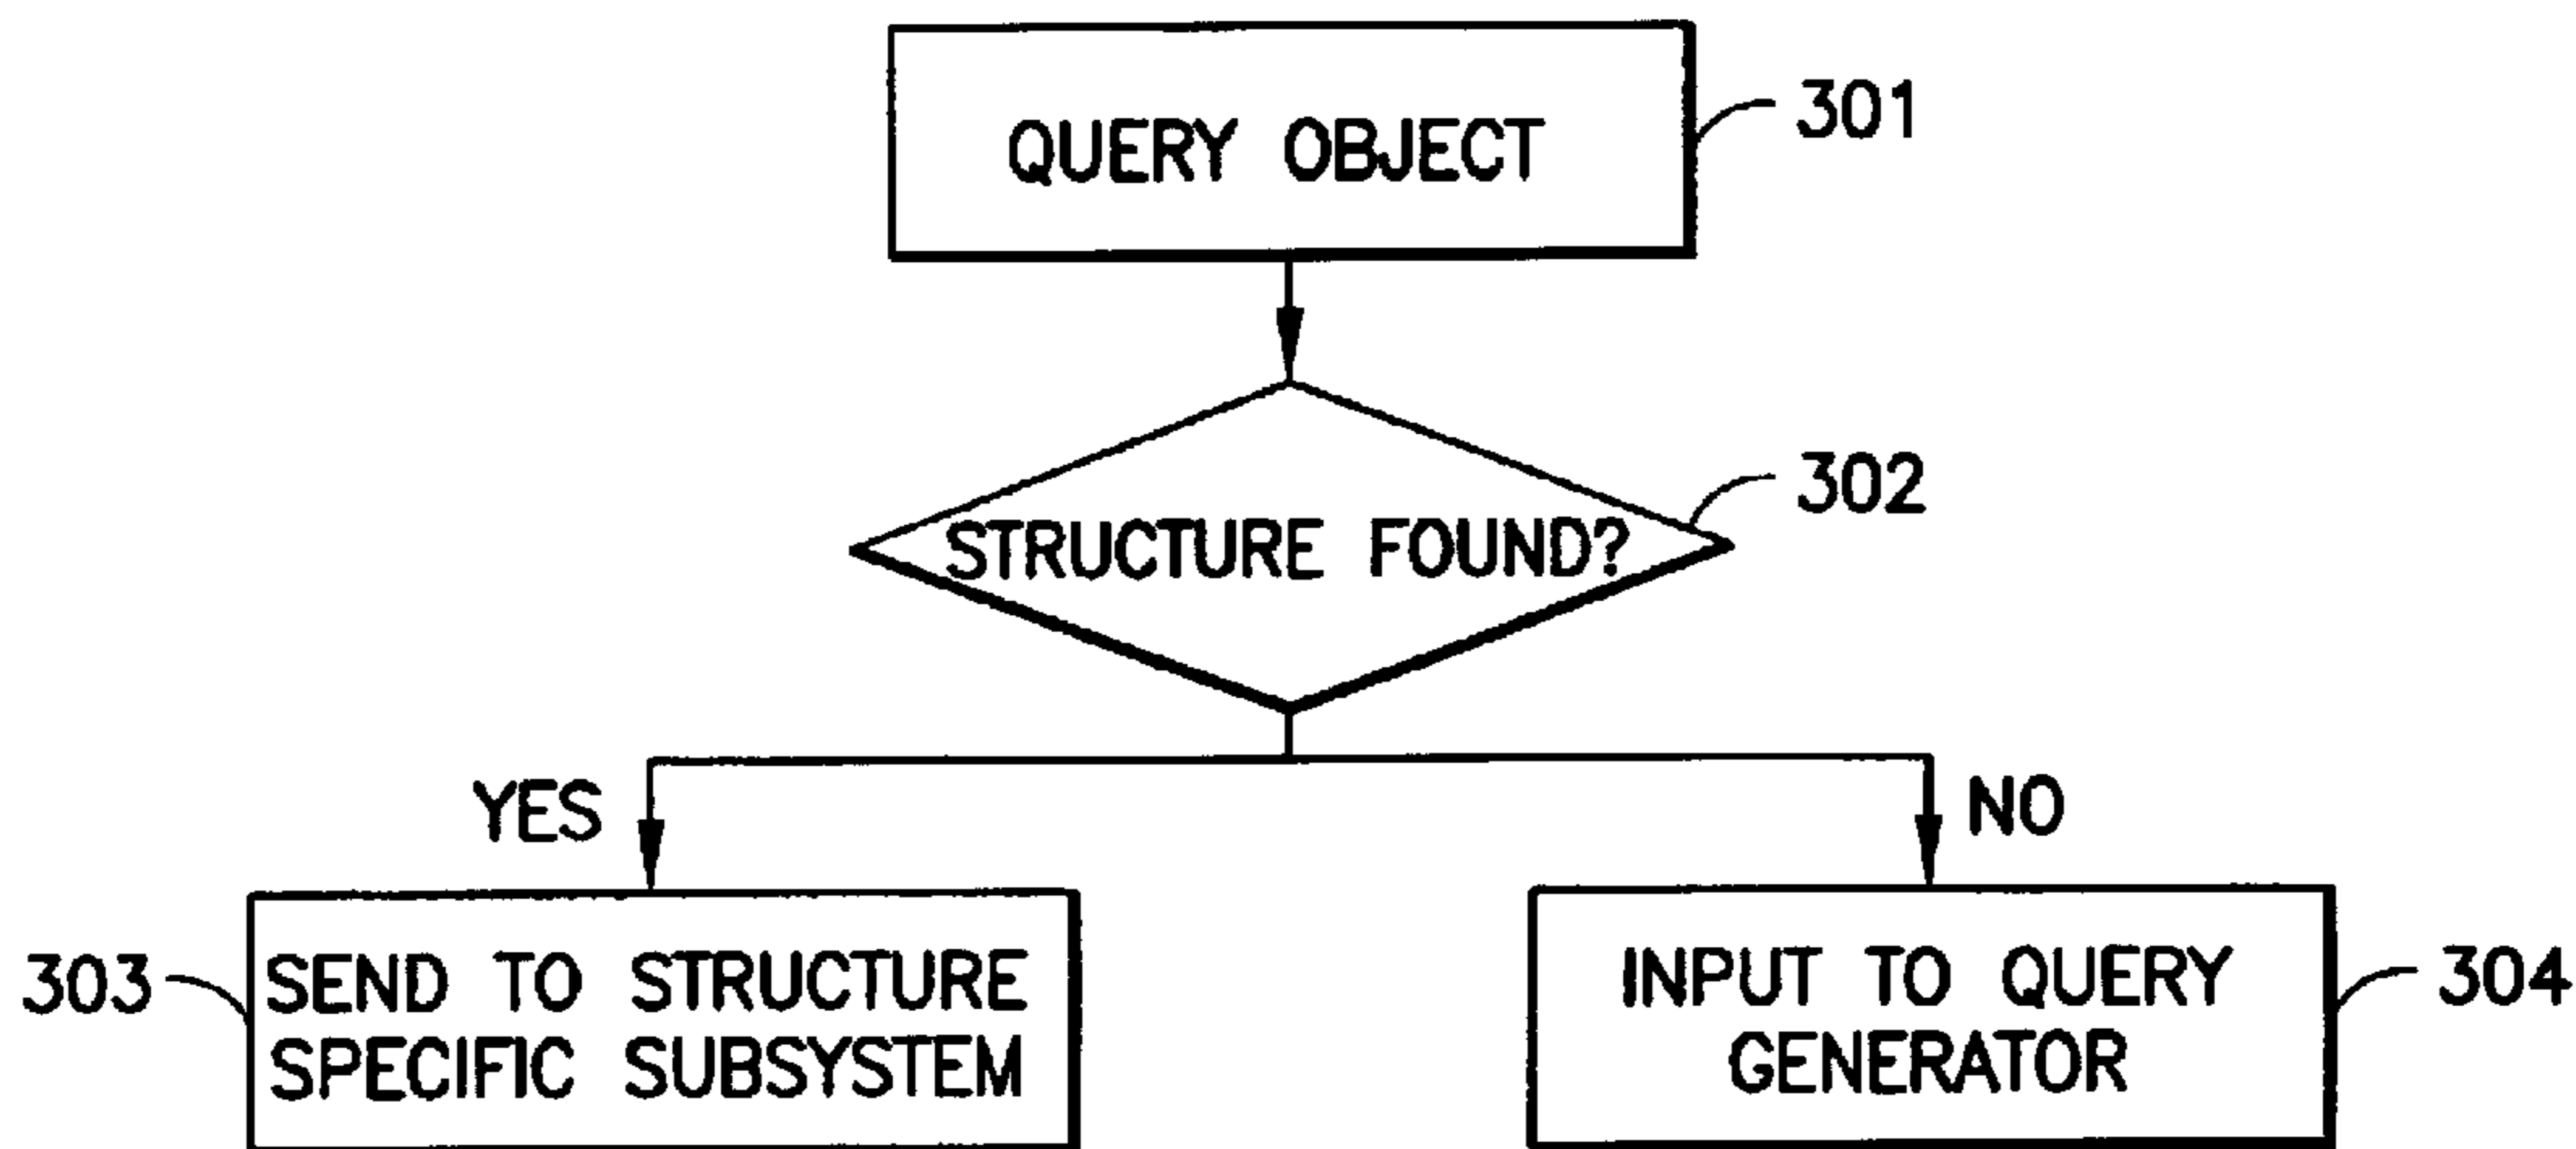 QUERY OBJECT
301
STRUCTURE FOUND?
302
YES
NO
303
SEND TO STRUCTURE
SPECIFIC SUBSYSTEM
INPUT TO QUERY
GENERATOR
304